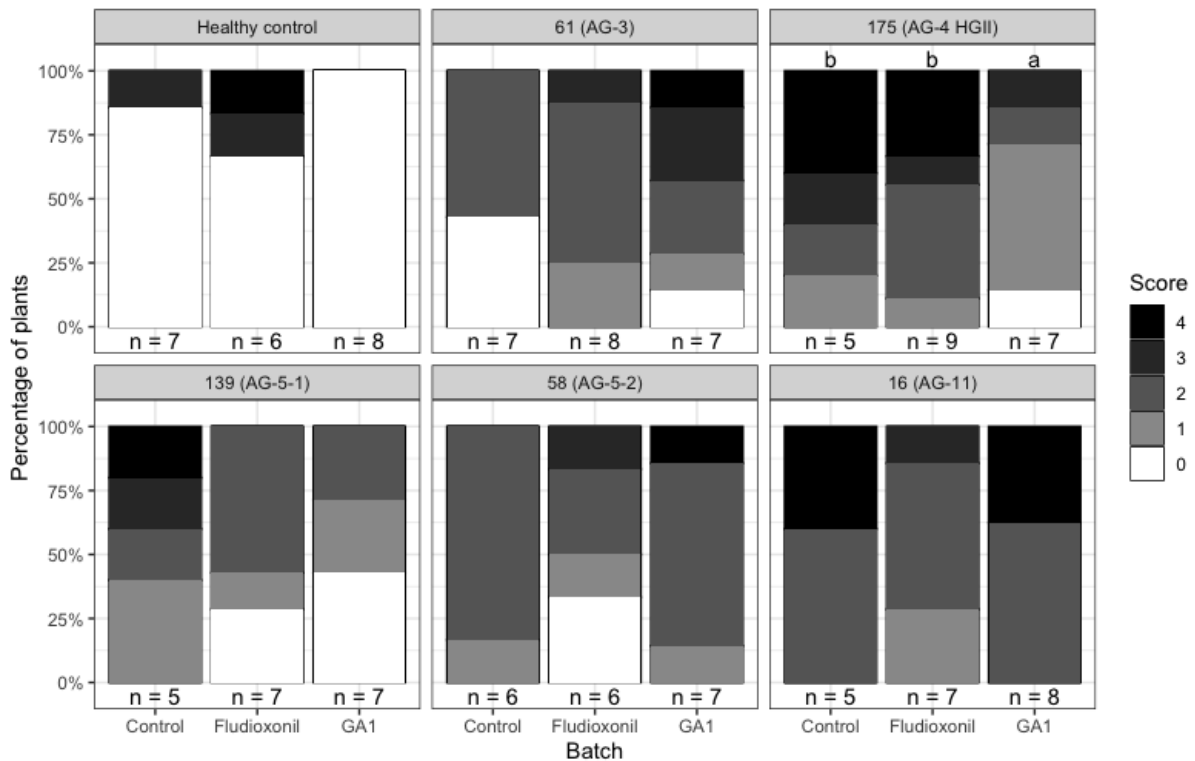 Healthy control
61 (AG-3)
175 (AG-4 HGII)
b b a
100%
75%
50%
25%
0%
n = 7 n = 6 n = 8
n = 7 n = 8 n = 7
n = 5 n = 9 n = 7
139 (AG-5-1)
58 (AG-5-2)
16 (AG-11)
100%
75%
50%
25%
0%
n = 5 n = 7 n = 7
n = 6 n = 6 n = 7
n = 5 n = 7 n = 8
Control Fludioxonil GA1
Control Fludioxonil GA1
Control Fludioxonil GA1
Batch
Percentage of plants
Score
4
3
2
1
0